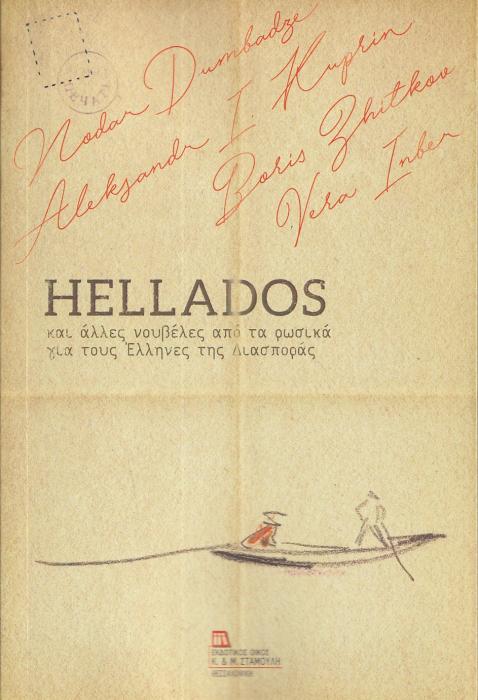 Nodar Dumbadze
Aleksandr I. Kuprin
Boris Zhitkov
Vera Inber
HELLADOS
και άλλες νουβέλες από τα ρωσικά
για τους Έλληνες της Διασποράς
ΕΚΔΟΤΙΚΟΣ ΟΙΚΟΣ
Κ. & Μ. ΣΤΑΜΟΥΛΗ
ΘΕΣΣΑΛΟΝΙΚΗ